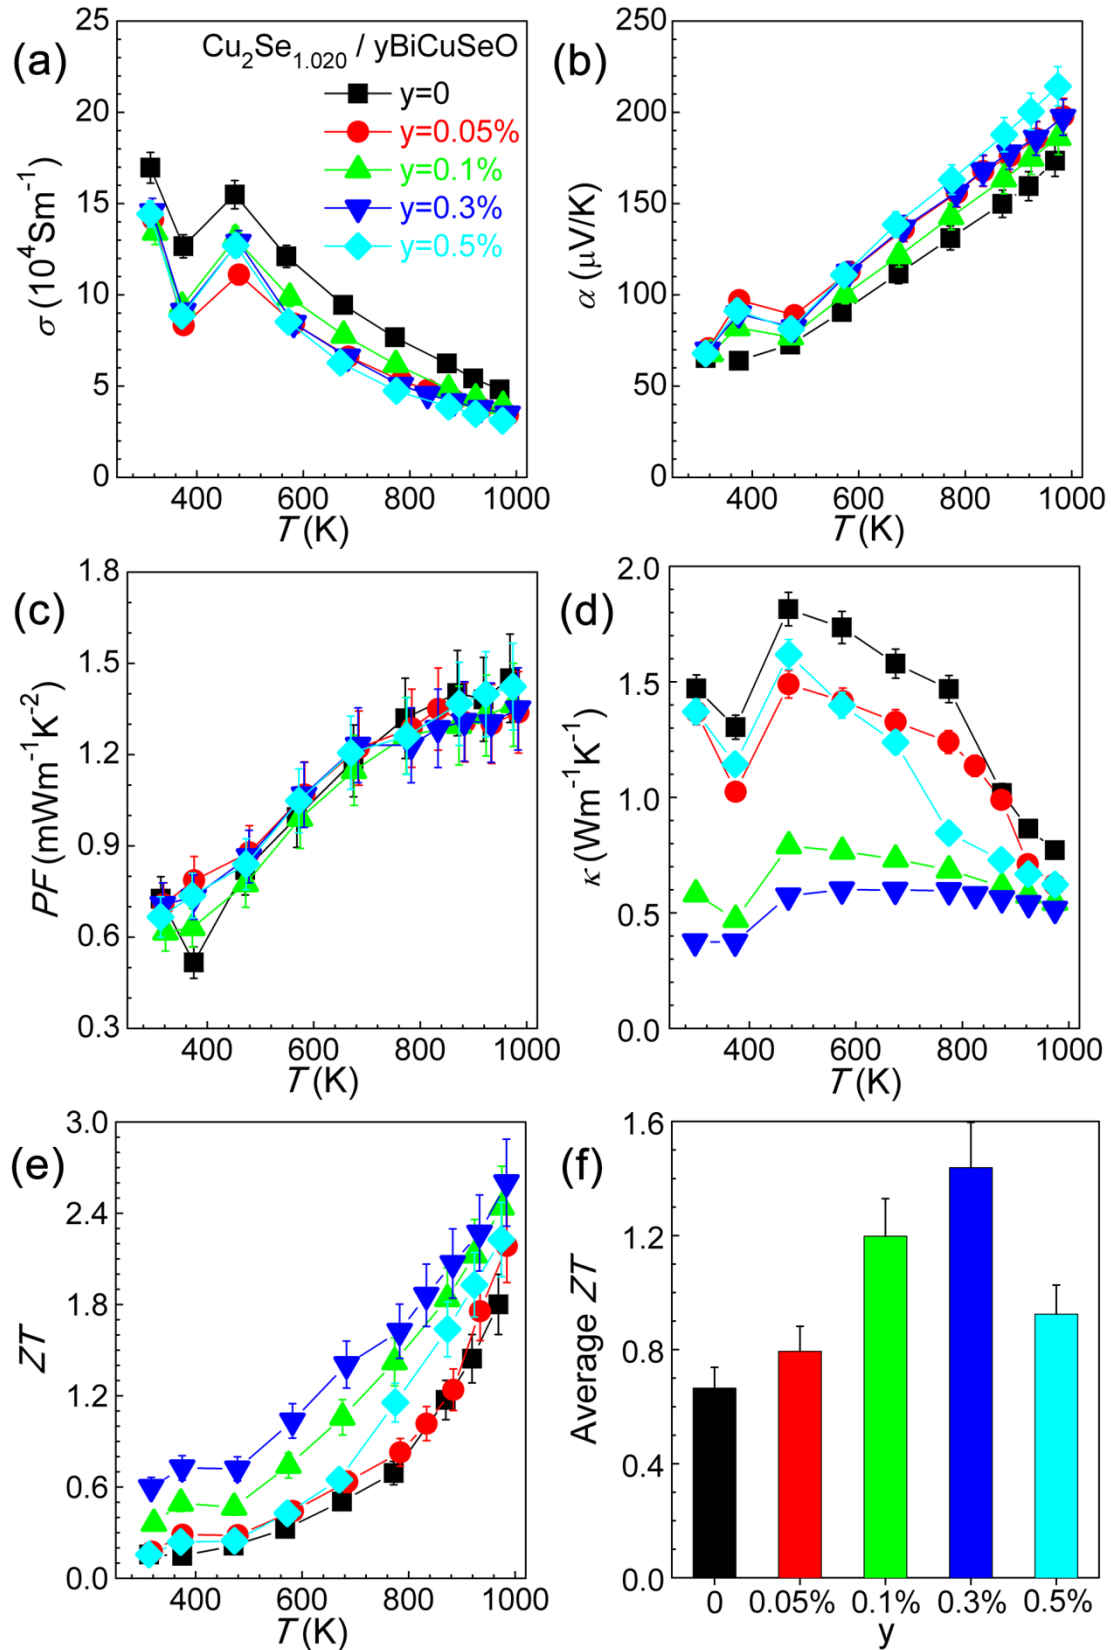 (a)
25
20
15
10
5
0
σ (10⁴ Sm⁻¹)
Cu₂Se₁.₀₂₀ / yBiCuSeO
y=0
y=0.05%
y=0.1%
y=0.3%
y=0.5%
400 600 800 1000
T (K)
(b)
250
200
150
100
50
0
α (μV/K)
400 600 800 1000
T (K)
(c)
1.8
1.5
1.2
0.9
0.6
0.3
PF (mWm⁻¹K⁻²)
400 600 800 1000
T (K)
(d)
2.0
1.5
1.0
0.5
0.0
κ (Wm⁻¹K⁻¹)
400 600 800 1000
T (K)
(e)
3.0
2.4
1.8
1.2
0.6
0.0
ZT
400 600 800 1000
T (K)
(f)
1.6
1.2
0.8
0.4
0.0
Average ZT
0 0.05% 0.1% 0.3% 0.5%
y